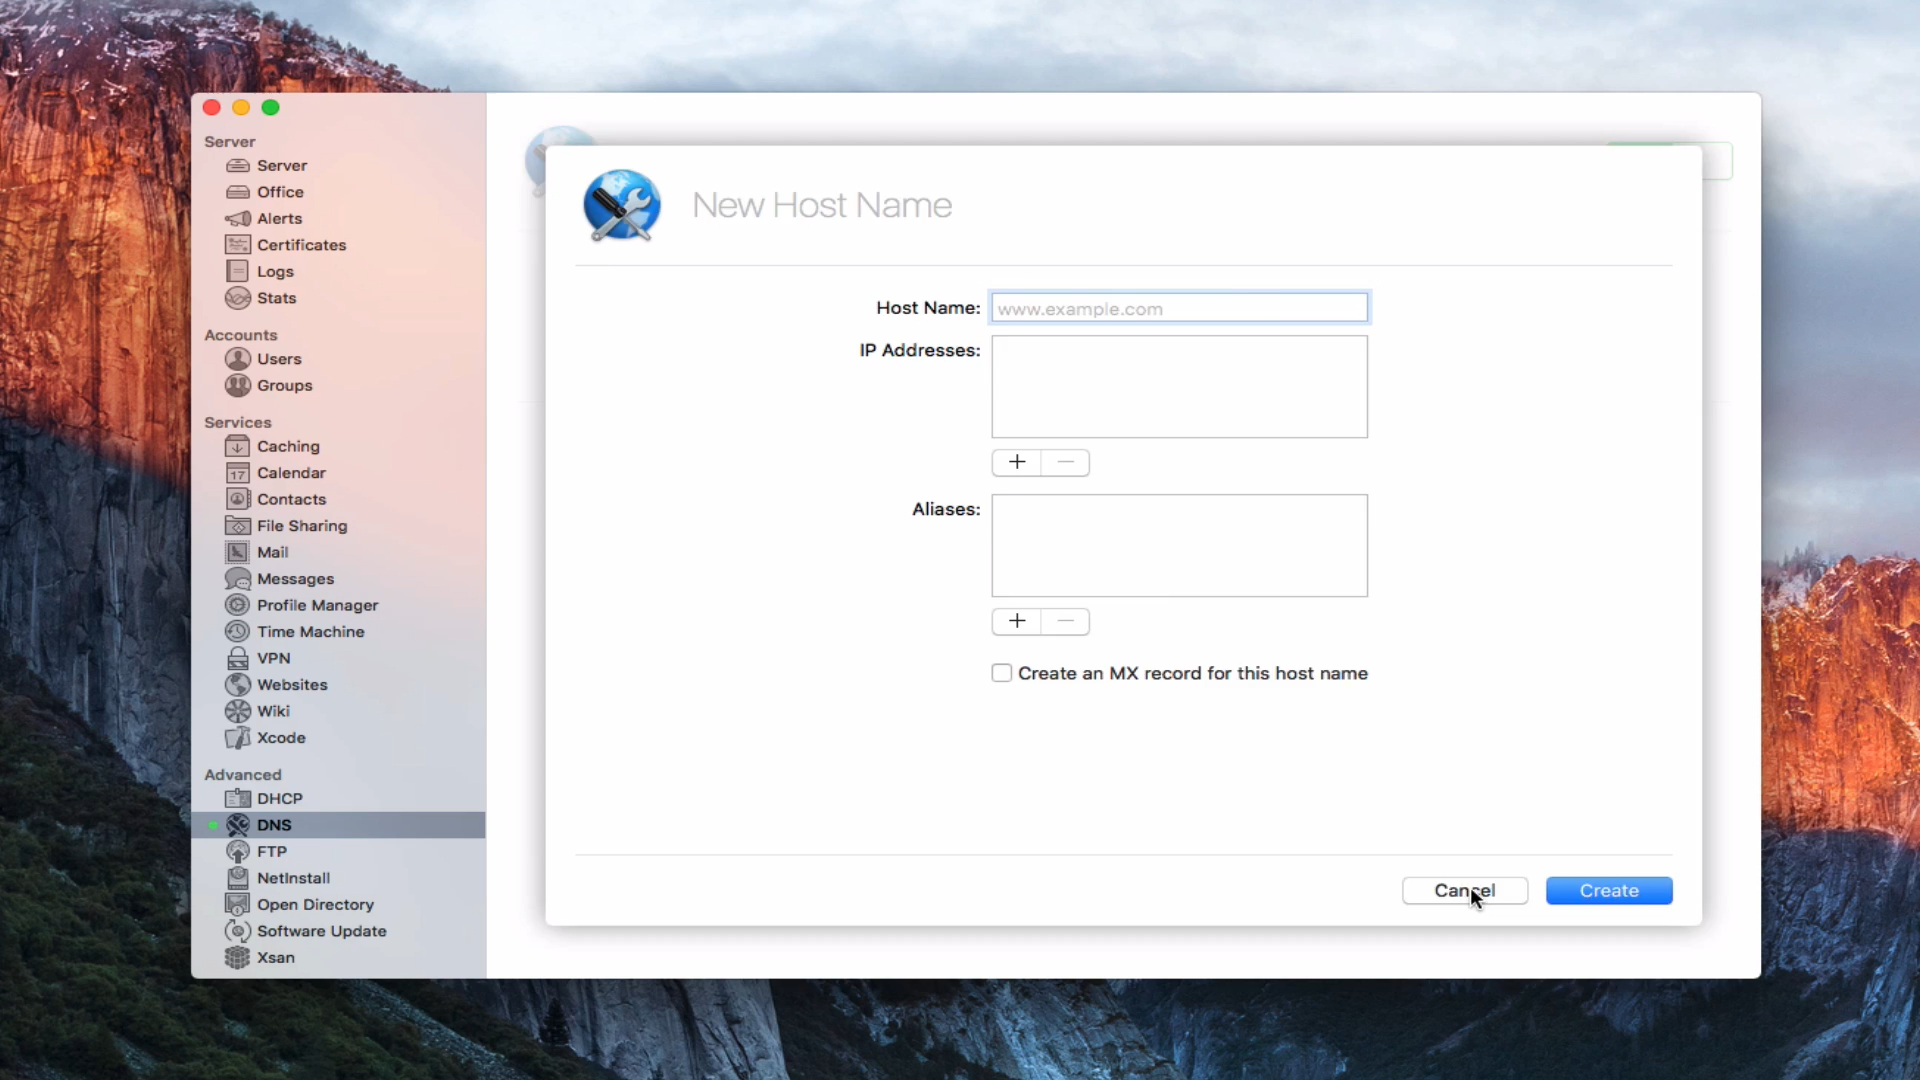 Server
Server
Office
Alerts
Certificates
Logs
Stats
Accounts
Users
Groups
Services
Caching
17
Calendar
Contacts
File Sharing
Mail
Messages
Profile Manager
Time Machine
VPN
Websites
Wiki
Xcode
Advanced
DHCP
DNS
FTP
NetInstall
Open Directory
Software Update
Xsan
New Host Name
Host Name: www.example.com
IP Addresses:
+ −
Aliases:
+ −
Create an MX record for this host name
Cancel Create